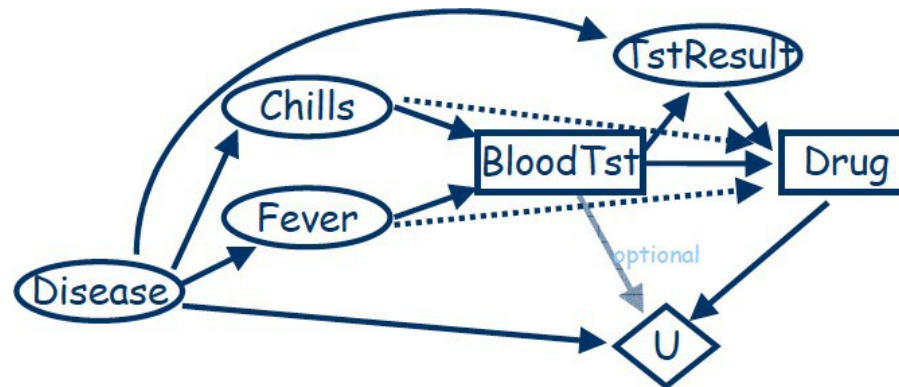 TstResult
Chills
BloodTst
Drug
Fever
optional
Disease
U